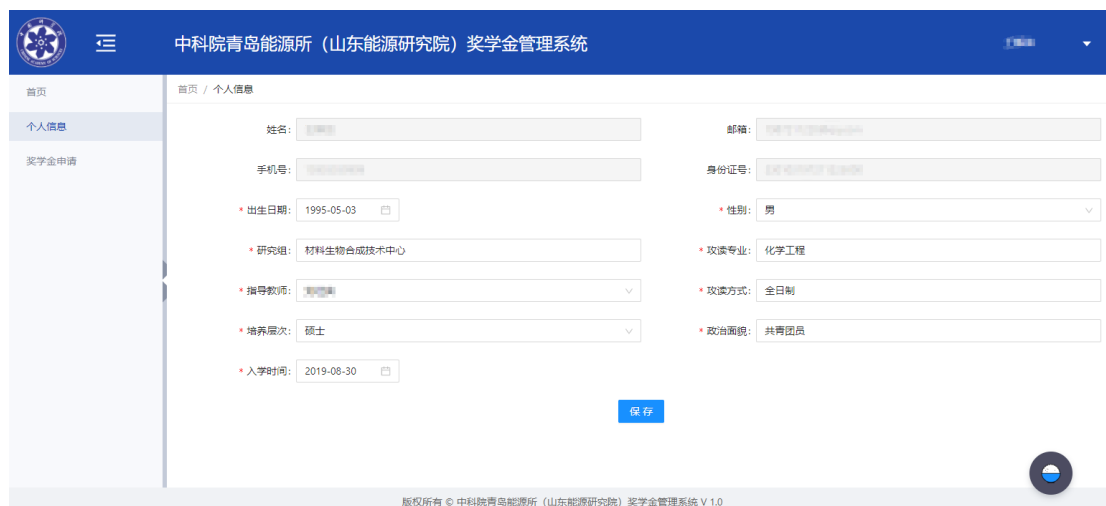 中科院青岛能源所（山东能源研究院）奖学金管理系统
首页
首页 / 个人信息
个人信息
奖学金申请
姓名：
邮箱：
手机号：
身份证号：
* 出生日期： 1995-05-03
* 性别： 男
* 研究组： 材料生物合成技术中心
* 攻读专业： 化学工程
* 指导教师：
* 攻读方式： 全日制
* 培养层次： 硕士
* 政治面貌： 共青团员
* 入学时间： 2019-08-30
保存
版权所有 © 中科院青岛能源所（山东能源研究院）奖学金管理系统 V 1.0